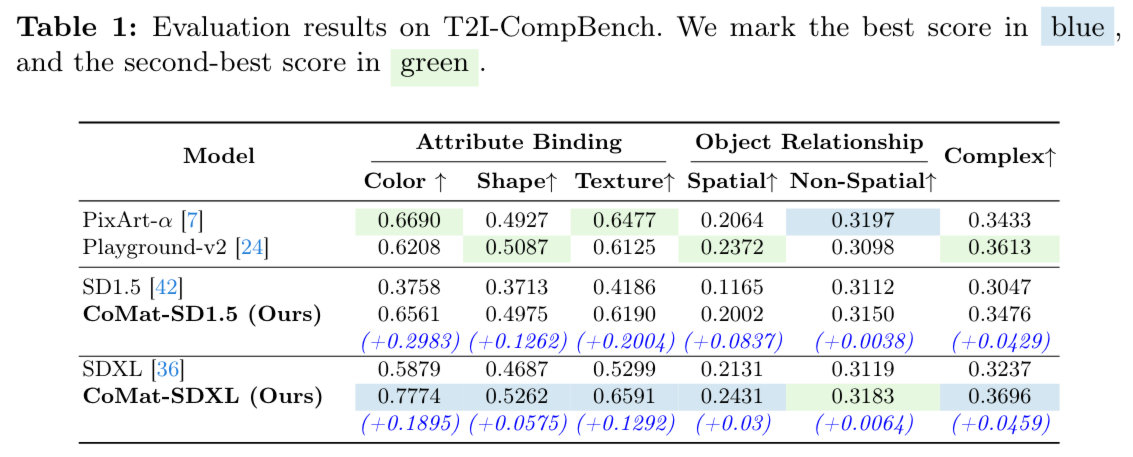 Table 1: Evaluation results on T2I-CompBench. We mark the best score in blue ,
and the second-best score in green .
Model Attribute Binding Object Relationship Complex↑
Color ↑ Shape↑ Texture↑ Spatial↑ Non-Spatial↑
PixArt-α [7] 0.6690 0.4927 0.6477 0.2064 0.3197 0.3433
Playground-v2 [24] 0.6208 0.5087 0.6125 0.2372 0.3098 0.3613
SD1.5 [42] 0.3758 0.3713 0.4186 0.1165 0.3112 0.3047
CoMat-SD1.5 (Ours) 0.6561 0.4975 0.6190 0.2002 0.3150 0.3476
(+0.2983) (+0.1262) (+0.2004) (+0.0837) (+0.0038) (+0.0429)
SDXL [36] 0.5879 0.4687 0.5299 0.2131 0.3119 0.3237
CoMat-SDXL (Ours) 0.7774 0.5262 0.6591 0.2431 0.3183 0.3696
(+0.1895) (+0.0575) (+0.1292) (+0.03) (+0.0064) (+0.0459)